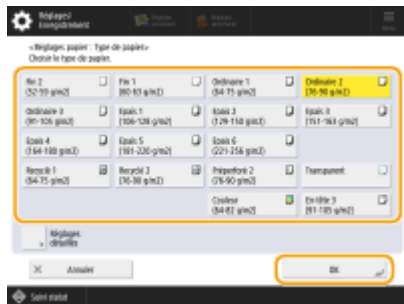 Réglages/
Enregistrement
Menu
<Réglages papier : Type de papier>
Choisir le type de papier.
Fin 2
(52-59 g/m2)
Fin 1
(60-63 g/m2)
Ordinaire 1
(64-75 g/m2)
Ordinaire 2
(76-90 g/m2)
Ordinaire 3
(91-105 g/m2)
Epais 1
(106-128 g/m2)
Epais 2
(129-150 g/m2)
Epais 3
(151-163 g/m2)
Epais 4
(164-180 g/m2)
Epais 5
(181-220 g/m2)
Epais 6
(221-256 g/m2)
Recyclé 1
(64-75 g/m2)
Recyclé 2
(76-90 g/m2)
Préperforé 2
(76-90 g/m2)
Transparent
Couleur
(64-82 g/m2)
En-tête 3
(91-105 g/m2)
Réglages
détaillés
Annuler
OK
Suivi statut